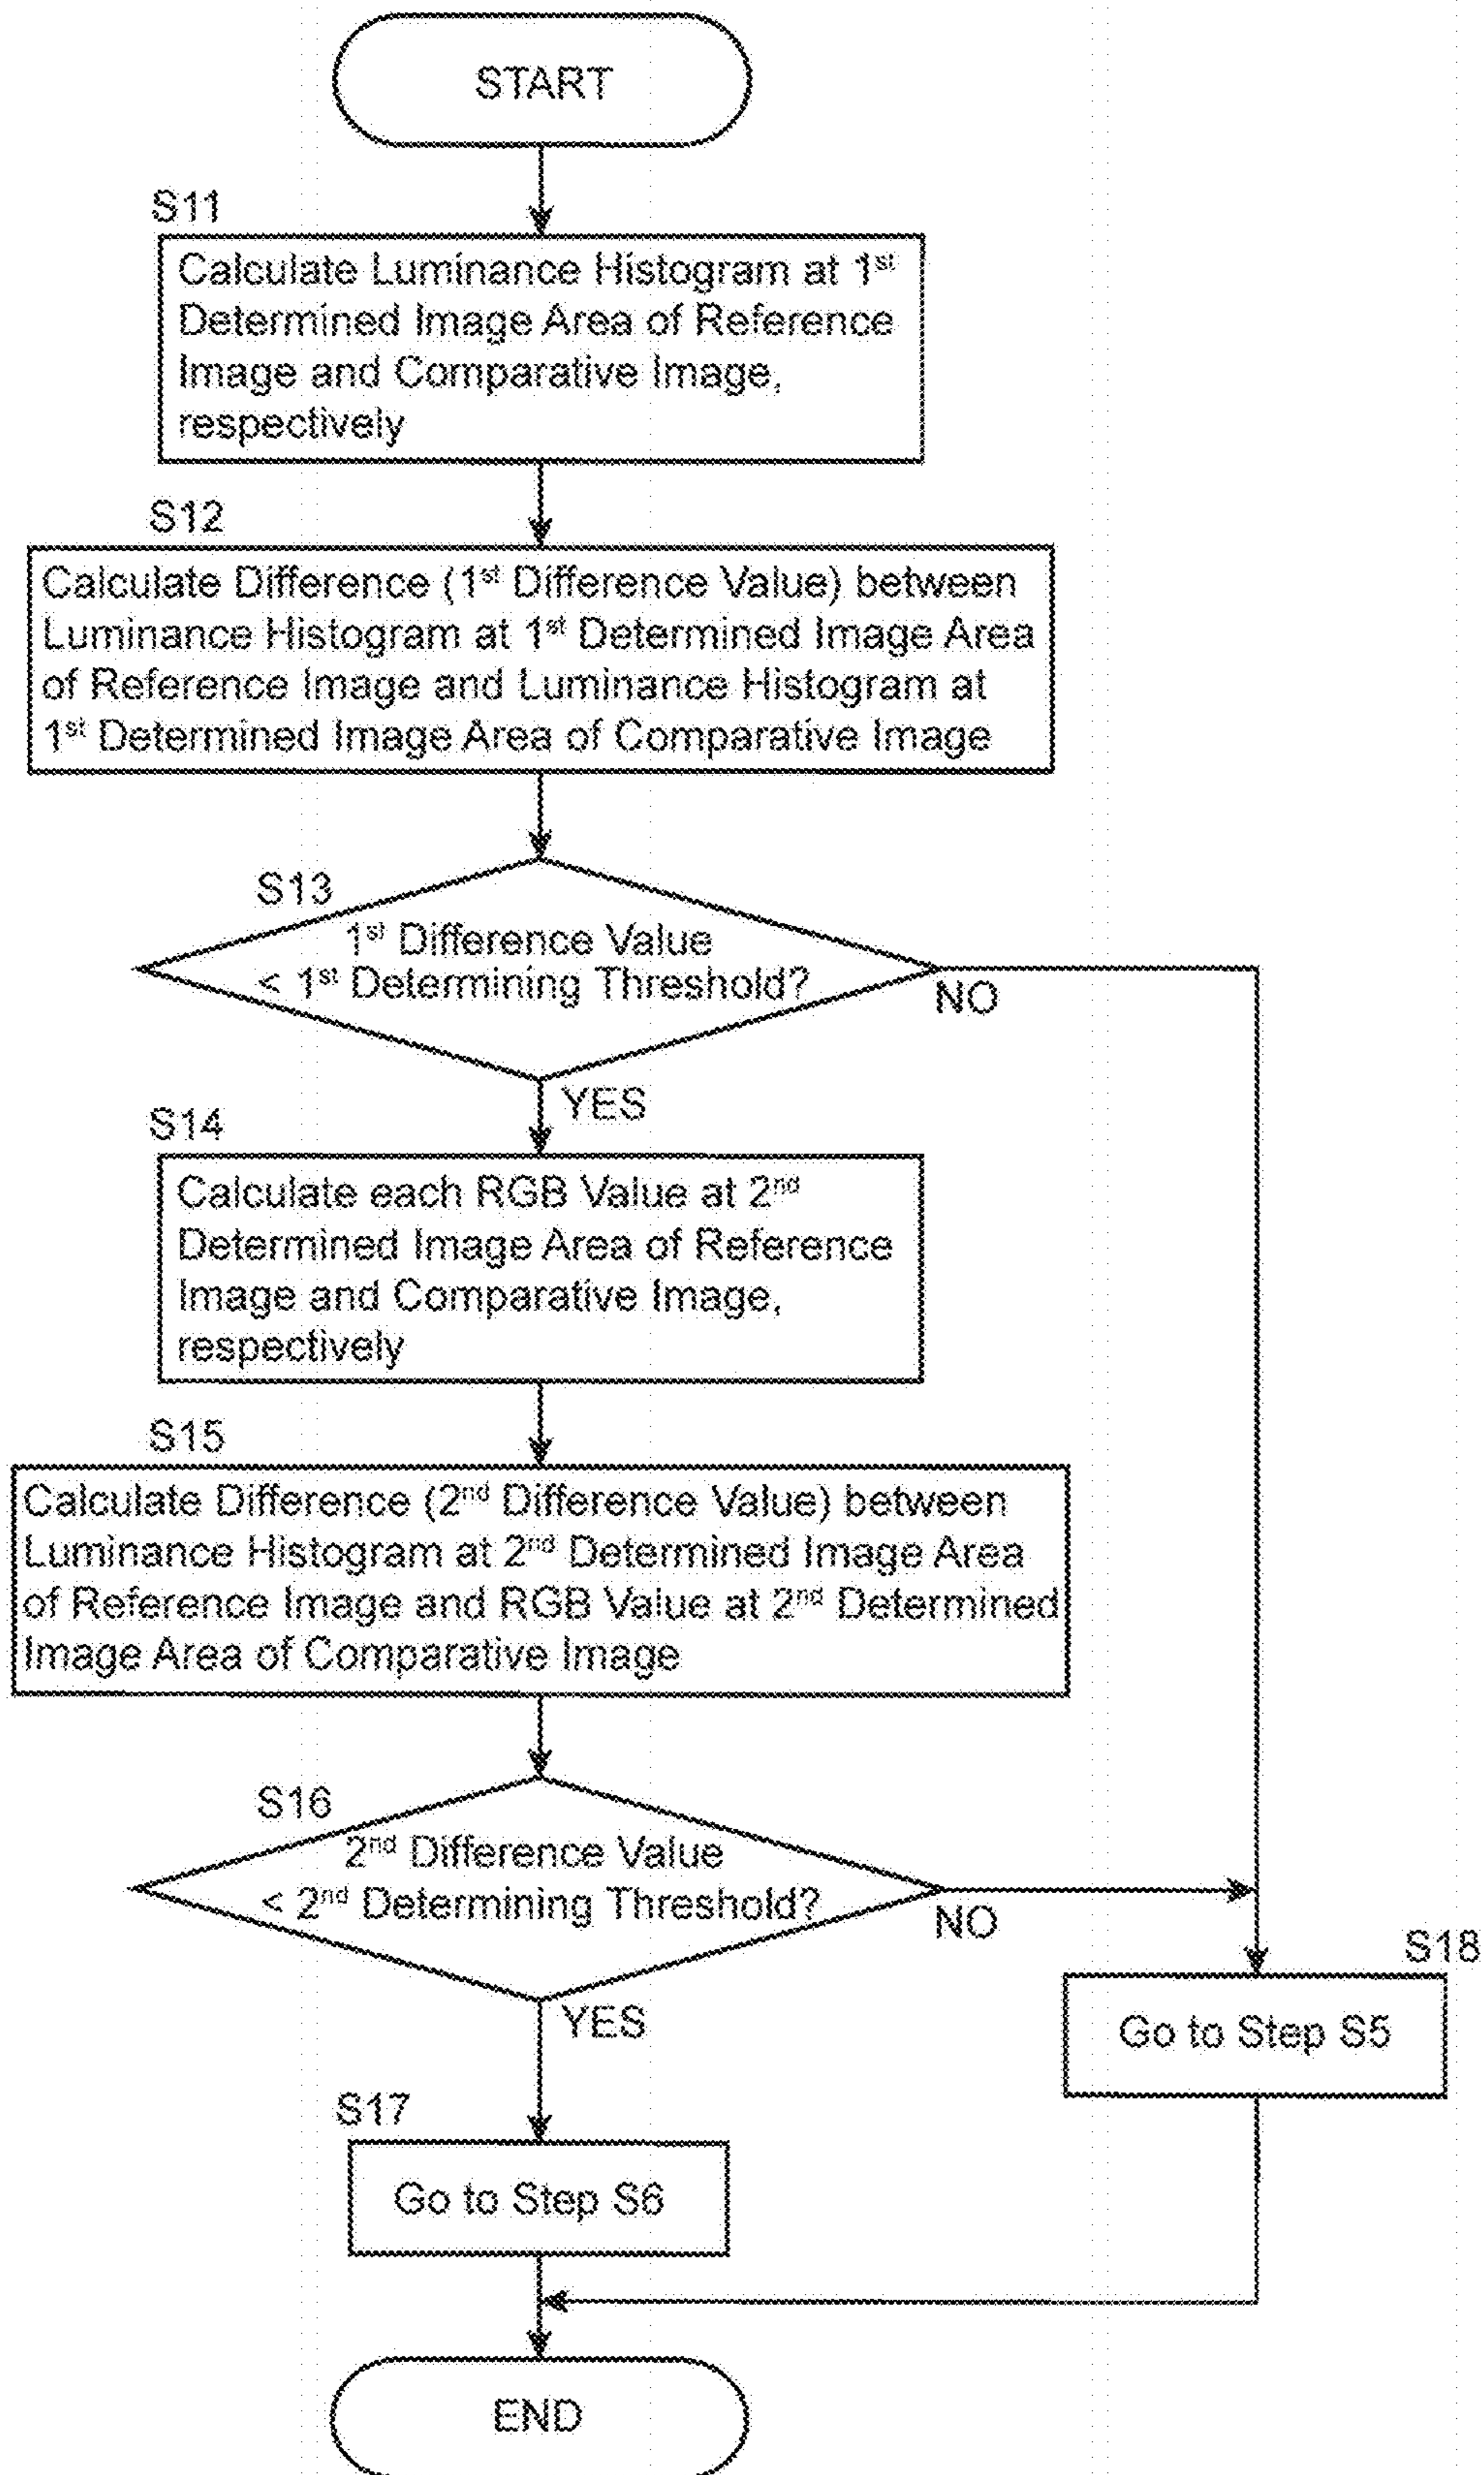 START
S11
Calculate Luminance Histogram at 1st
Determined Image Area of Reference
Image and Comparative Image,
respectively
S12
Calculate Difference (1st Difference Value) between
Luminance Histogram at 1st Determined Image Area
of Reference Image and Luminance Histogram at
1st Determined Image Area of Comparative Image
S13
1st Difference Value
< 1st Determining Threshold?
NO
YES
S14
Calculate each RGB Value at 2nd
Determined Image Area of Reference
Image and Comparative Image,
respectively
S15
Calculate Difference (2nd Difference Value) between
Luminance Histogram at 2nd Determined Image Area
of Reference Image and RGB Value at 2nd Determined
Image Area of Comparative Image
S16
2nd Difference Value
< 2nd Determining Threshold?
NO
YES
S18
Go to Step S5
S17
Go to Step S6
END